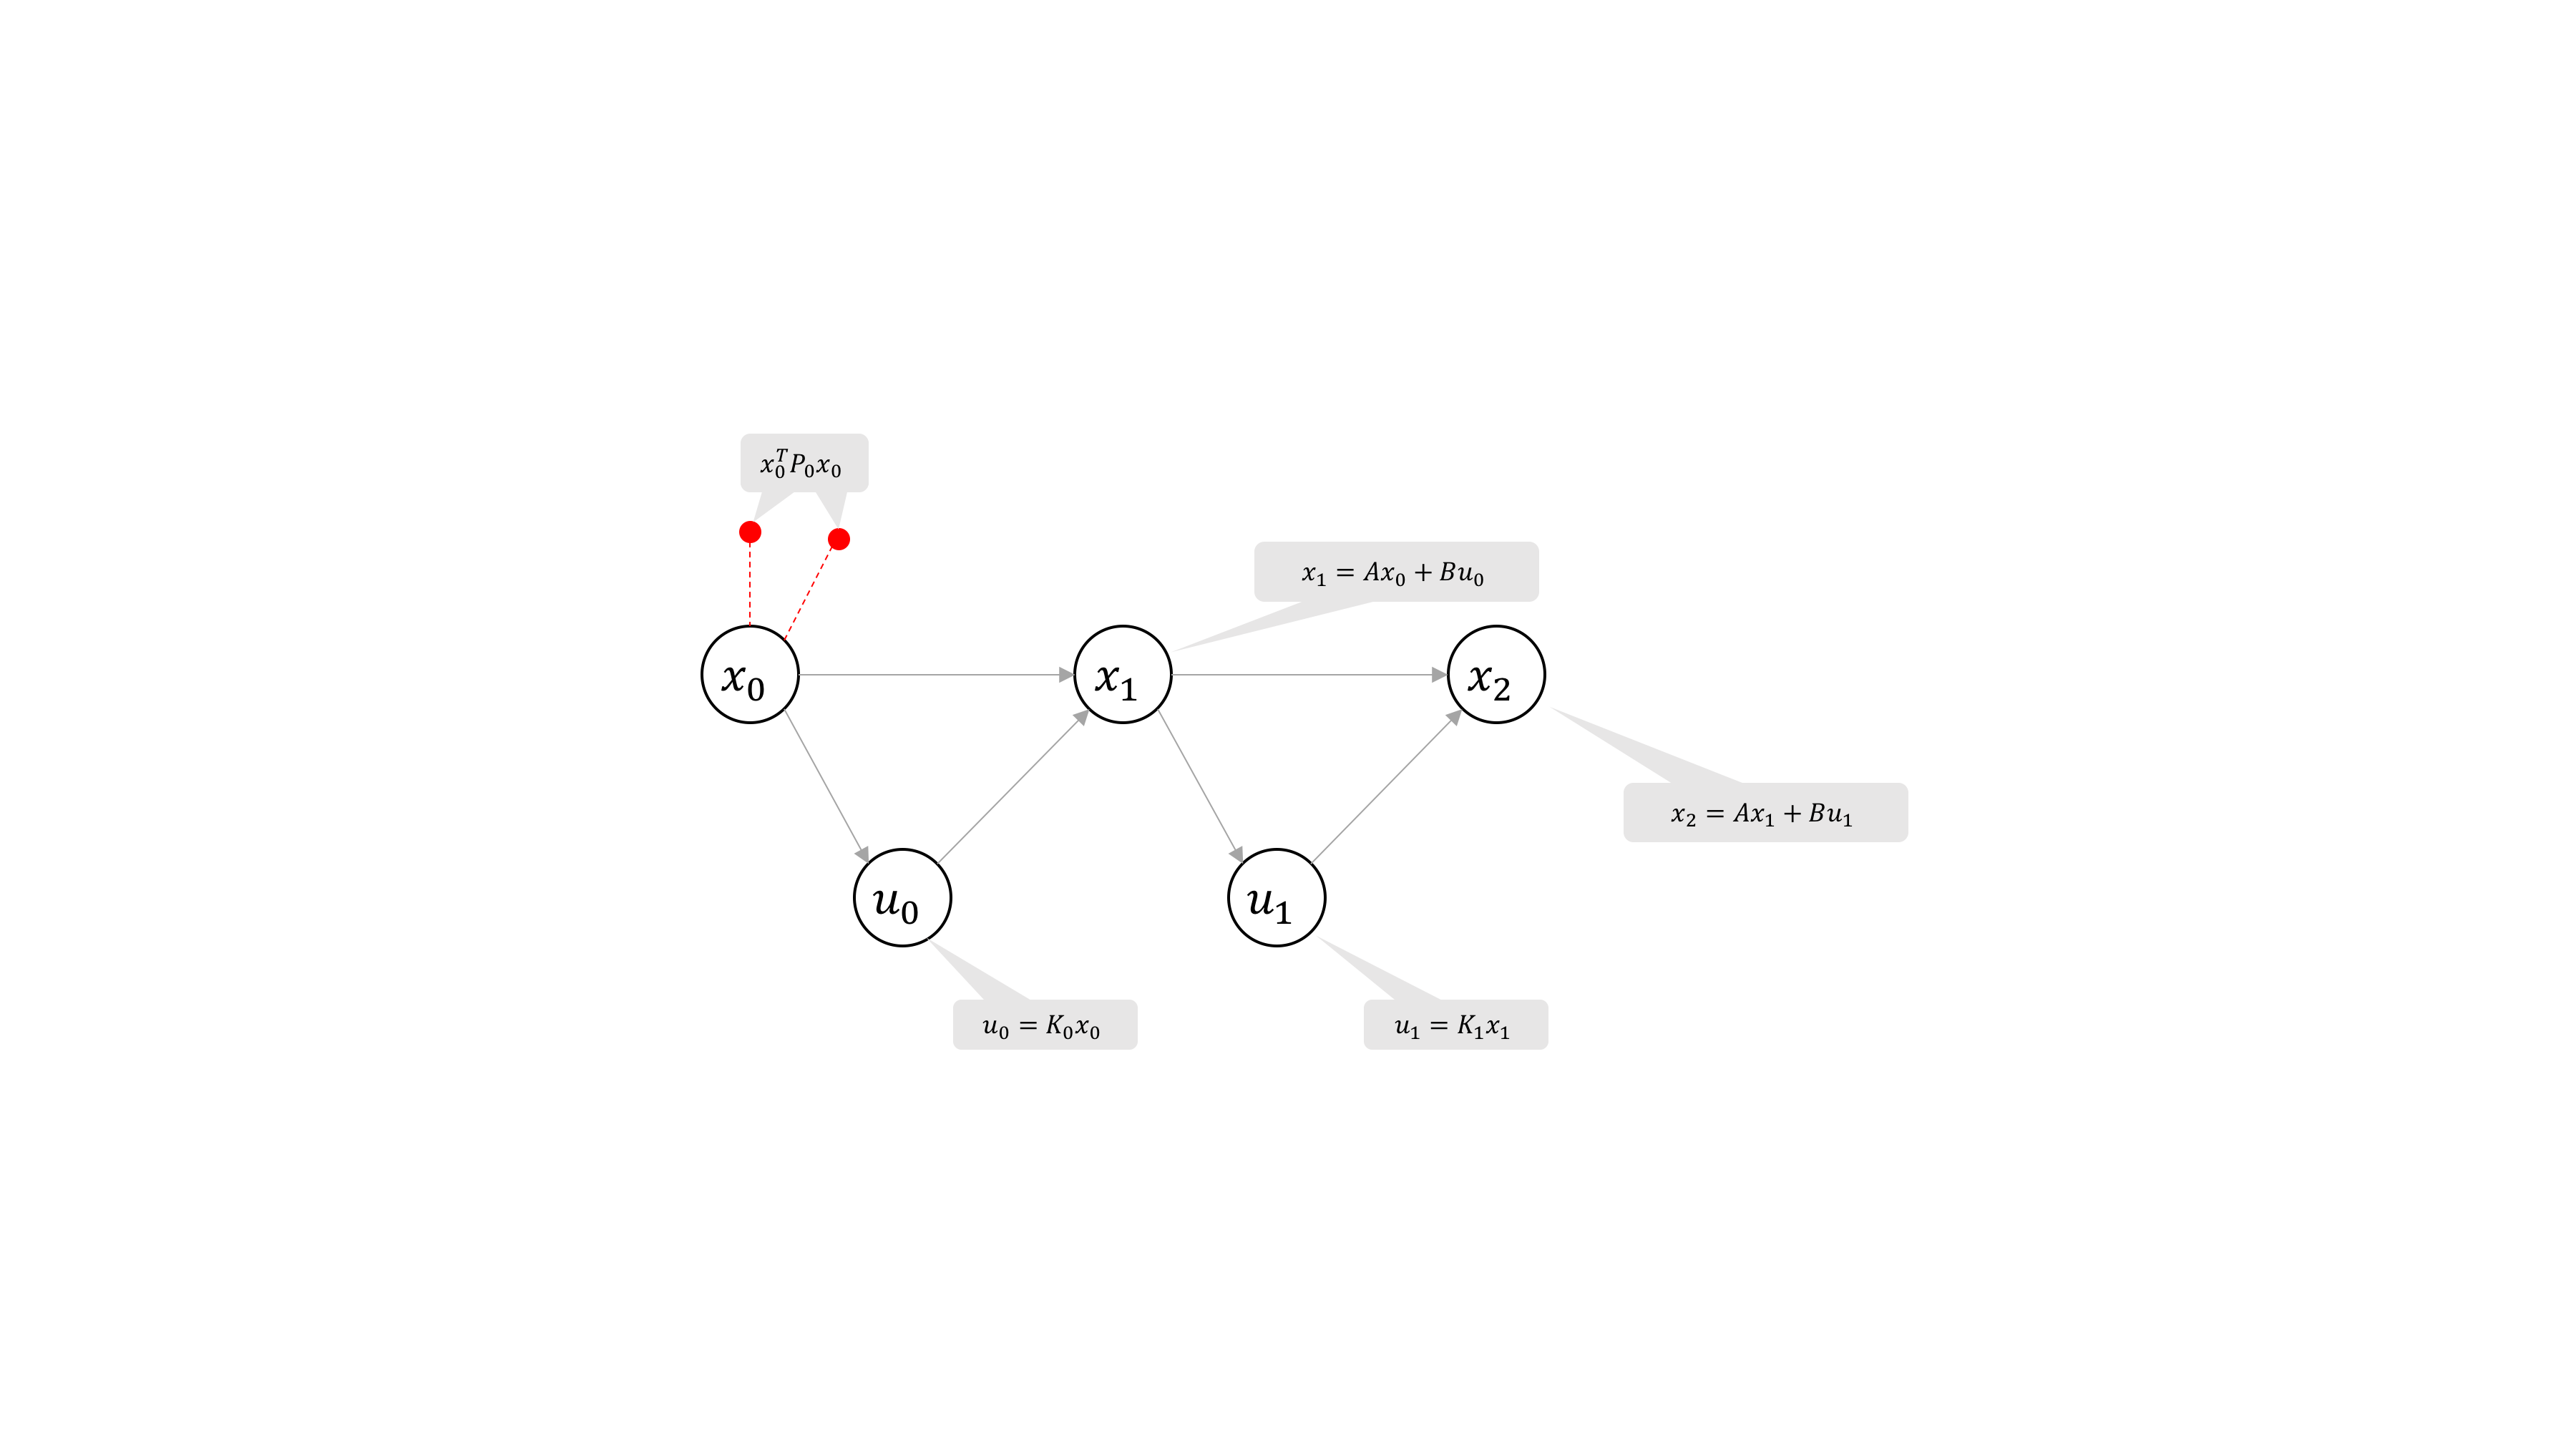 x_0^T P_0 x_0
x_1 = Ax_0 + Bu_0
x_0
x_1
x_2
x_2 = Ax_1 + Bu_1
u_0
u_1
u_0 = K_0 x_0
u_1 = K_1 x_1